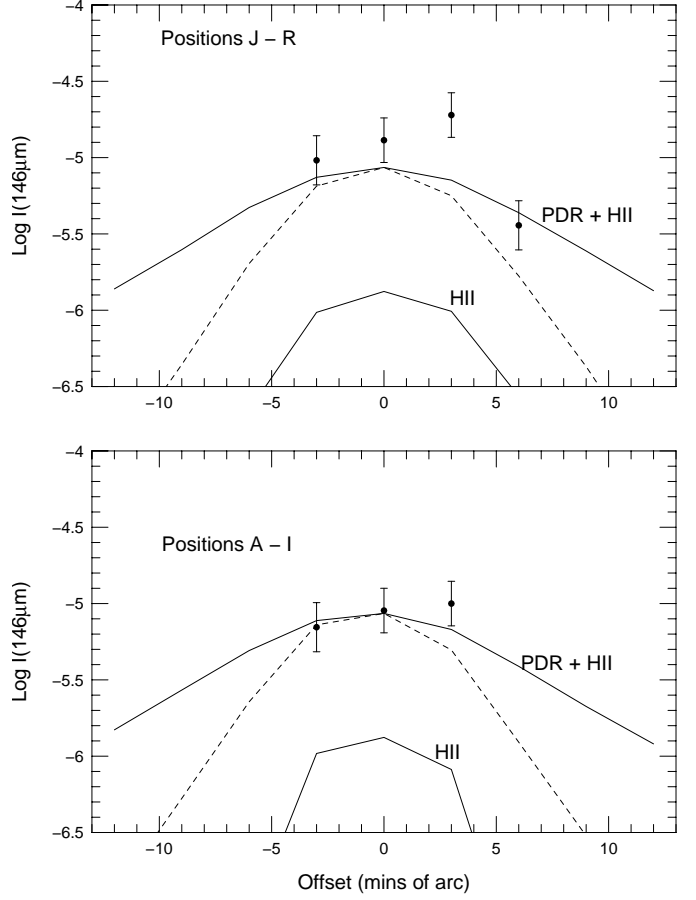 Positions J – R
Log I(146μm)
−4
−4.5
−5
−5.5
−6
−6.5
PDR + HII
HII
−10
−5
0
5
10
Positions A – I
Log I(146μm)
−4
−4.5
−5
−5.5
−6
−6.5
PDR + HII
HII
−10
−5
0
5
10
Offset (mins of arc)